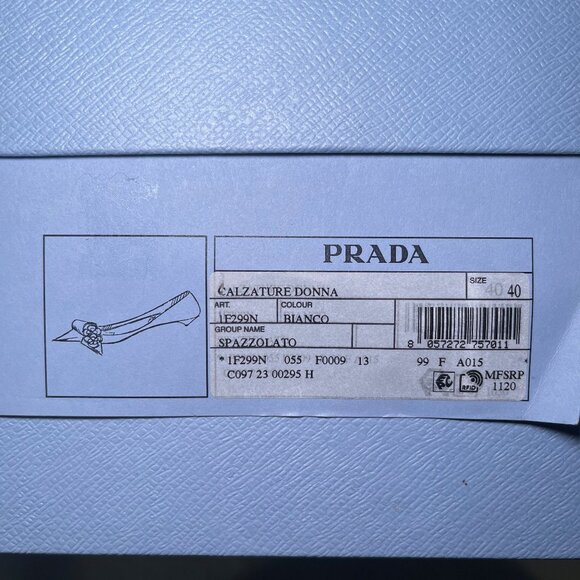 PRADA
CALZATURE DONNA SIZE 40 40
ART. COLOUR
1F299N BIANCO
GROUP NAME
SPAZZOLATO 8 057272 757011
* 1F299N 055 F0009 13 99 F A015
C097 23 00295 H RFID MFSRP
1120